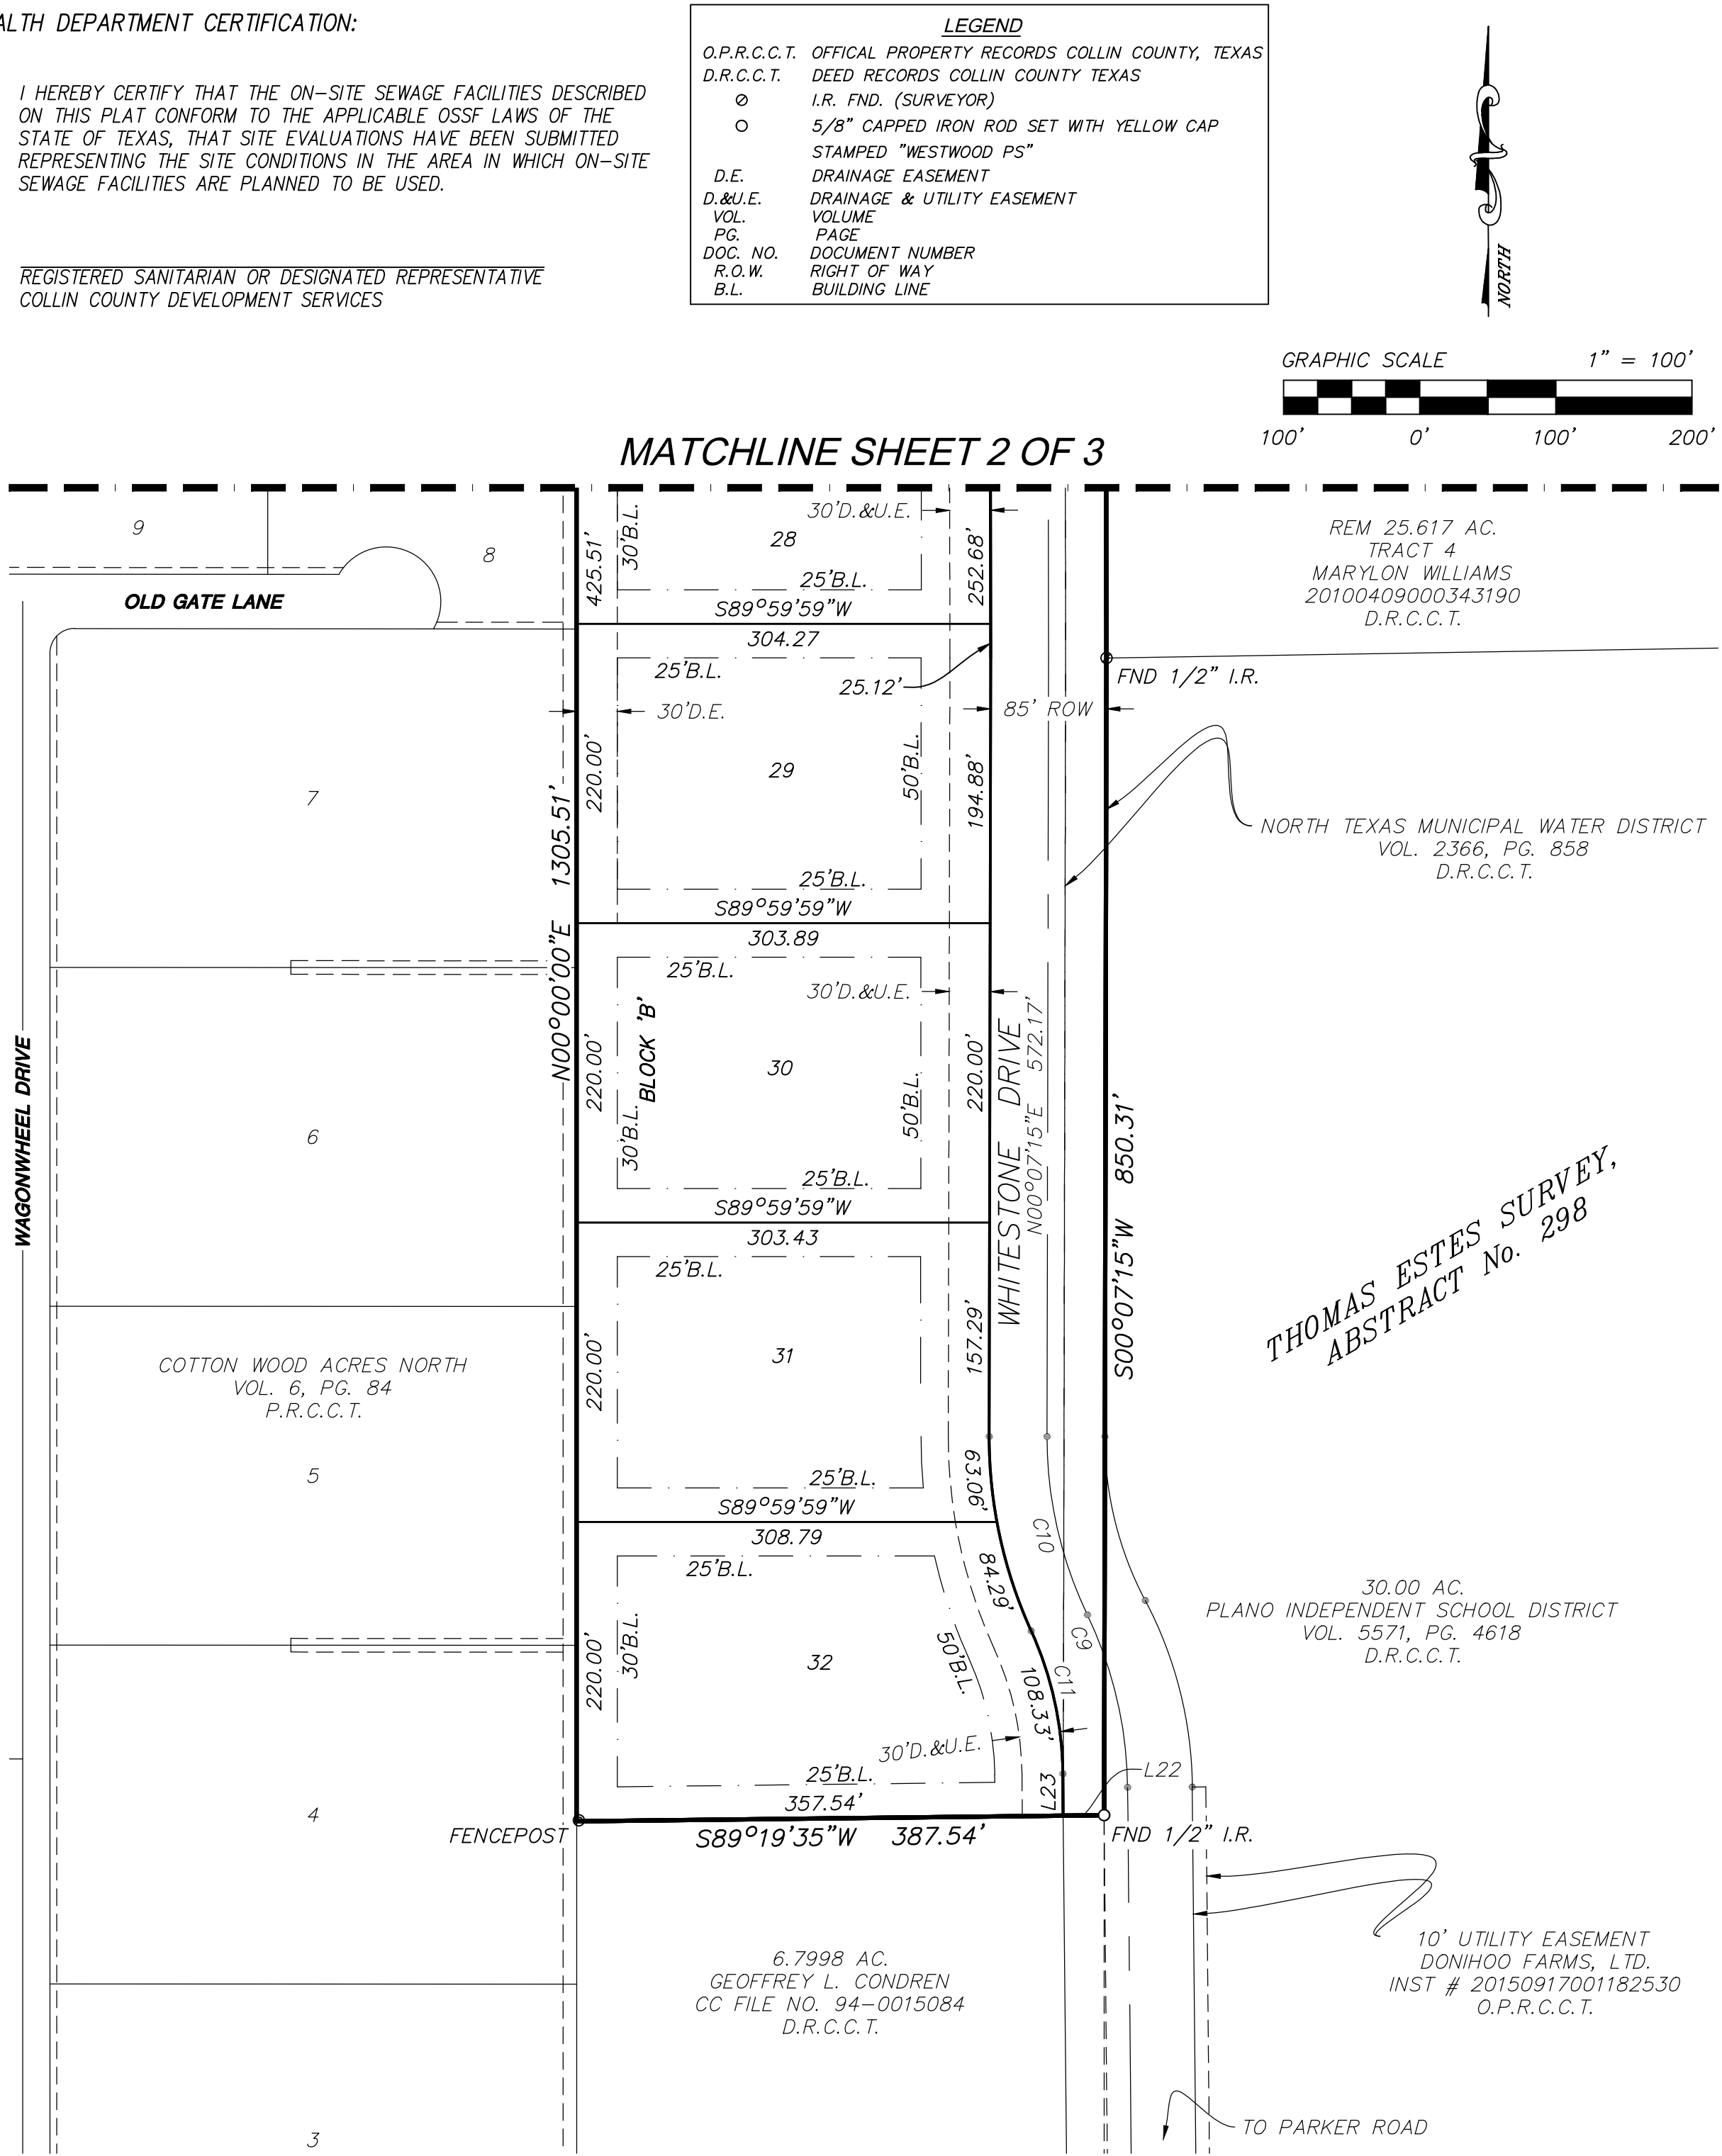 ALTH DEPARTMENT CERTIFICATION:
I HEREBY CERTIFY THAT THE ON-SITE SEWAGE FACILITIES DESCRIBED
ON THIS PLAT CONFORM TO THE APPLICABLE OSSF LAWS OF THE
STATE OF TEXAS, THAT SITE EVALUATIONS HAVE BEEN SUBMITTED
REPRESENTING THE SITE CONDITIONS IN THE AREA IN WHICH ON-SITE
SEWAGE FACILITIES ARE PLANNED TO BE USED.
REGISTERED SANITARIAN OR DESIGNATED REPRESENTATIVE
COLLIN COUNTY DEVELOPMENT SERVICES
LEGEND
O.P.R.C.C.T. OFFICAL PROPERTY RECORDS COLLIN COUNTY, TEXAS
D.R.C.C.T. DEED RECORDS COLLIN COUNTY TEXAS
I.R. FND. (SURVEYOR)
5/8" CAPPED IRON ROD SET WITH YELLOW CAP
STAMPED "WESTWOOD PS"
D.E. DRAINAGE EASEMENT
D.&U.E. DRAINAGE & UTILITY EASEMENT
VOL. VOLUME
PG. PAGE
DOC. NO. DOCUMENT NUMBER
R.O.W. RIGHT OF WAY
B.L. BUILDING LINE
NORTH
GRAPHIC SCALE 1" = 100'
100' 0' 100' 200'
MATCHLINE SHEET 2 OF 3
9
8
OLD GATE LANE
7
6
WAGONWHEEL DRIVE
COTTON WOOD ACRES NORTH
VOL. 6, PG. 84
P.R.C.C.T.
5
4
3
N00°00'00"E 1305.51'
425.51'
30'B.L.
28
30'D.&U.E.
252.68'
25'B.L.
S89°59'59"W
304.27
25'B.L.
25.12'
30'D.E.
85' ROW
220.00'
29
50'B.L.
194.88'
25'B.L.
S89°59'59"W
303.89
25'B.L.
30'D.&U.E.
BLOCK 'B'
220.00'
30
30'B.L.
50'B.L.
220.00'
25'B.L.
S89°59'59"W
303.43
25'B.L.
WHITESTONE DRIVE
N00°07'15"E 572.17'
S00°07'15"W 850.31'
220.00'
31
157.29'
63.06'
25'B.L.
S89°59'59"W
308.79
25'B.L.
84.29'
C10
C9
C11
220.00'
30'B.L.
32
50'B.L.
108.33'
30'D.&U.E.
25'B.L.
L23
L22
357.54'
FENCEPOST
S89°19'35"W 387.54'
FND 1/2" I.R.
REM 25.617 AC.
TRACT 4
MARYLON WILLIAMS
20100409000343190
D.R.C.C.T.
FND 1/2" I.R.
NORTH TEXAS MUNICIPAL WATER DISTRICT
VOL. 2366, PG. 858
D.R.C.C.T.
THOMAS ESTES SURVEY,
ABSTRACT No. 298
30.00 AC.
PLANO INDEPENDENT SCHOOL DISTRICT
VOL. 5571, PG. 4618
D.R.C.C.T.
10' UTILITY EASEMENT
DONIHOO FARMS, LTD.
INST # 20150917001182530
O.P.R.C.C.T.
6.7998 AC.
GEOFFREY L. CONDREN
CC FILE NO. 94-0015084
D.R.C.C.T.
TO PARKER ROAD